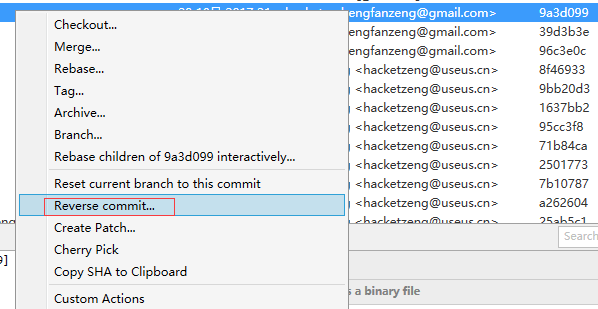 engfanzeng@gmail.com> 9a3d099
Checkout... engfanzeng@gmail.com> 39d3b3e
Merge... engfanzeng@gmail.com> 96c3e0c
Rebase... <hacketzeng@useus.cn> 8f46933
Tag... <hacketzeng@useus.cn> 9bb20d3
Archive... <hacketzeng@useus.cn> 1637bb2
Branch... <hacketzeng@useus.cn> 95cc3f8
Rebase children of 9a3d099 interactively... <hacketzeng@useus.cn> 71b84ca
<hacketzeng@useus.cn> 2501773
Reset current branch to this commit <hacketzeng@useus.cn> 7b10787
Reverse commit... <hacketzeng@useus.cn> a262604
Create Patch... <hacketzeng@useus.cn> 25ab5c1
Cherry Pick Search
Copy SHA to Clipboard
Custom Actions s a binary file